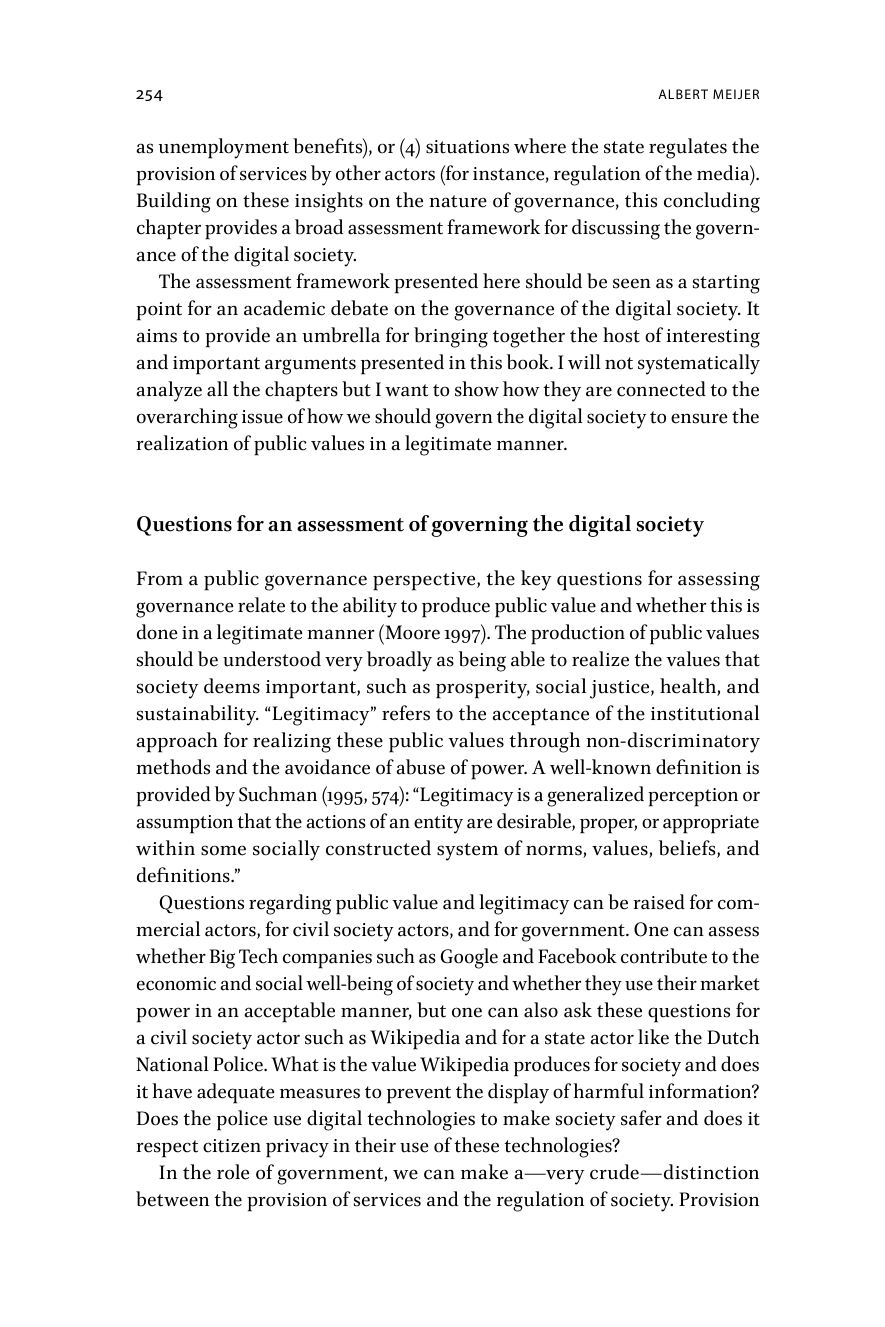 254
ALBERT MEIJER
as unemployment benefits), or (4) situations where the state regulates the
provision of services by other actors (for instance, regulation of the media).
Building on these insights on the nature of governance, this concluding
chapter provides a broad assessment framework for discussing the govern-
ance of the digital society.
The assessment framework presented here should be seen as a starting
point for an academic debate on the governance of the digital society. It
aims to provide an umbrella for bringing together the host of interesting
and important arguments presented in this book. I will not systematically
analyze all the chapters but I want to show how they are connected to the
overarching issue of how we should govern the digital society to ensure the
realization of public values in a legitimate manner.
Questions for an assessment of governing the digital society
From a public governance perspective, the key questions for assessing
governance relate to the ability to produce public value and whether this is
done in a legitimate manner (Moore 1997). The production of public values
should be understood very broadly as being able to realize the values that
society deems important, such as prosperity, social justice, health, and
sustainability. “Legitimacy” refers to the acceptance of the institutional
approach for realizing these public values through non-discriminatory
methods and the avoidance of abuse of power. A well-known definition is
provided by Suchman (1995, 574): “Legitimacy is a generalized perception or
assumption that the actions of an entity are desirable, proper, or appropriate
within some socially constructed system of norms, values, beliefs, and
definitions.”
Questions regarding public value and legitimacy can be raised for com-
mercial actors, for civil society actors, and for government. One can assess
whether Big Tech companies such as Google and Facebook contribute to the
economic and social well-being of society and whether they use their market
power in an acceptable manner, but one can also ask these questions for
a civil society actor such as Wikipedia and for a state actor like the Dutch
National Police. What is the value Wikipedia produces for society and does
it have adequate measures to prevent the display of harmful information?
Does the police use digital technologies to make society safer and does it
respect citizen privacy in their use of these technologies?
In the role of government, we can make a—very crude—distinction
between the provision of services and the regulation of society. Provision